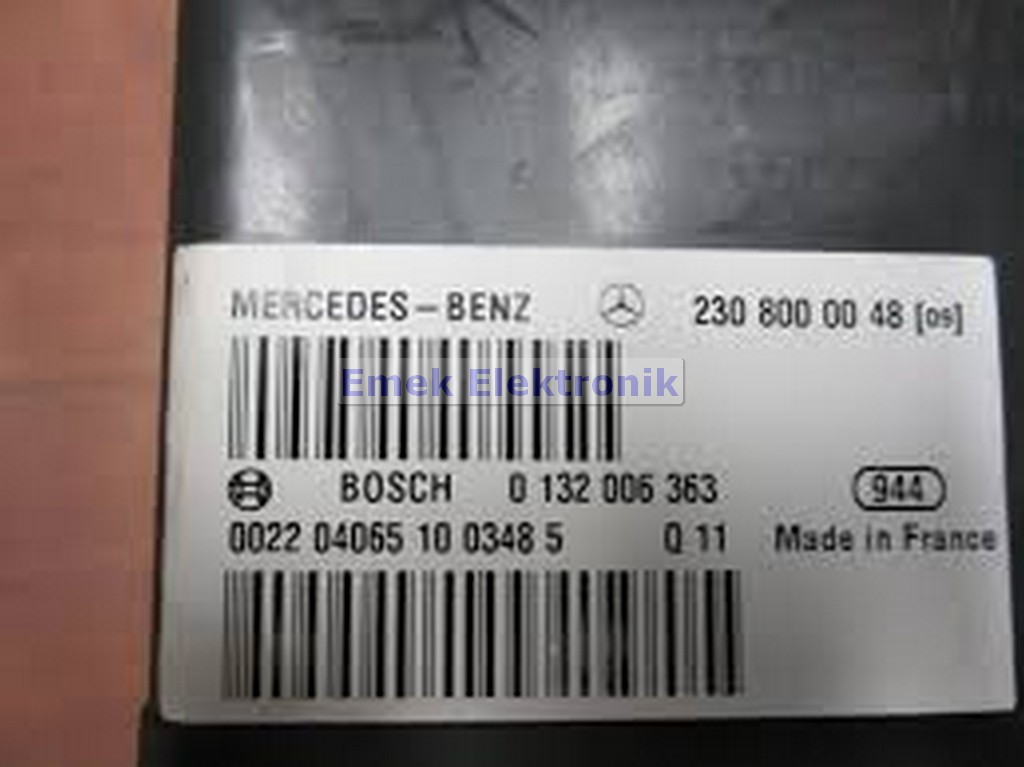 MERCEDES-BENZ 230 800 00 48 [09]
Emek Elektronik
BOSCH 0 132 006 363 944
0022 04065 10 0348 5 Q 11 Made in France